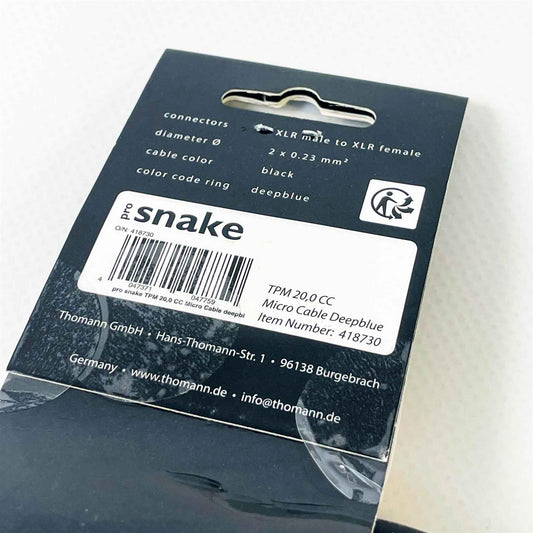 connectors XLR male to XLR female
diameter Ø 2 x 0.23 mm²
cable color black
color code ring deepblue
pro snake
O/N: 418730
4 047371 047759
pro snake TPM 20,0 CC Micro Cable deepbl
TPM 20,0 CC
Micro Cable Deepblue
Item Number: 418730
Thomann GmbH • Hans-Thomann-Str. 1 • 96138 Burgebrach
Germany • www.thomann.de • info@thomann.de